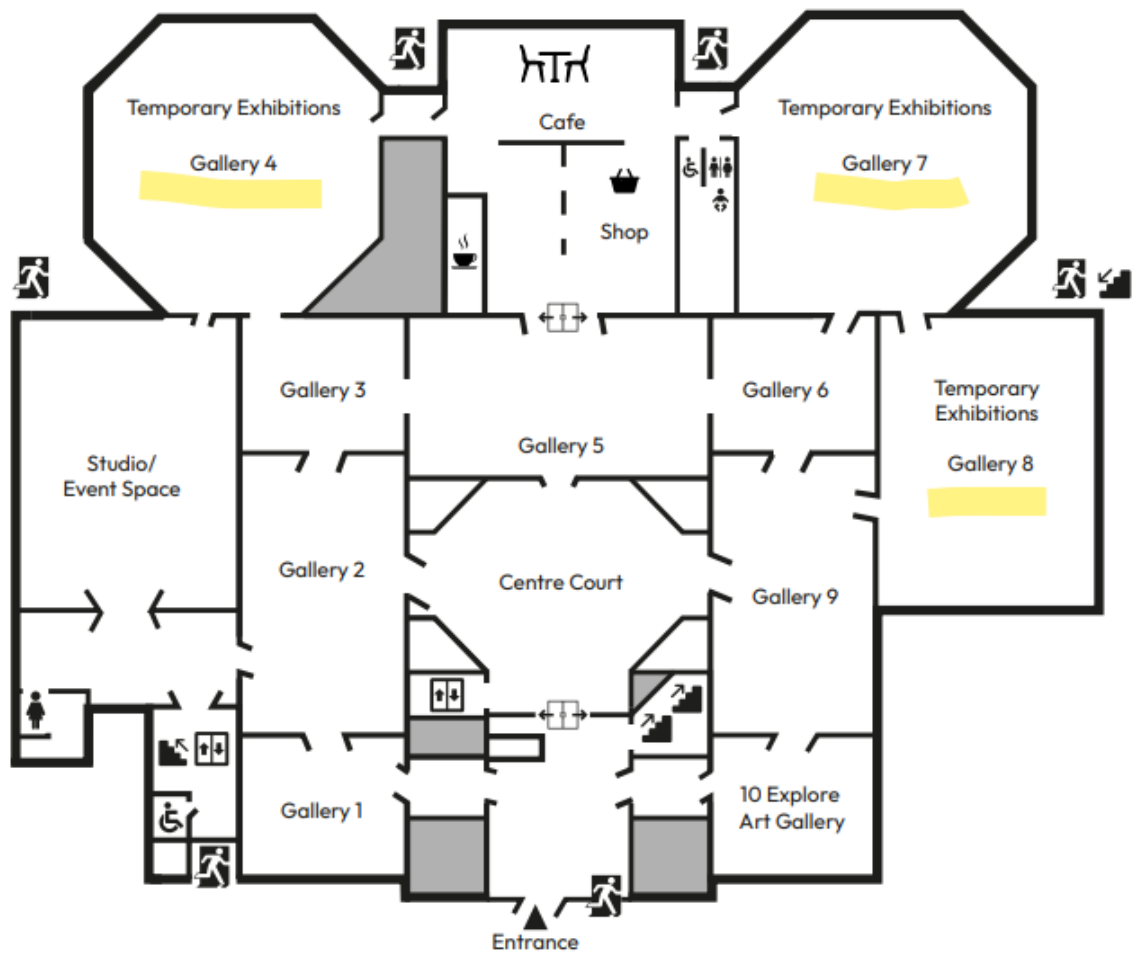 Temporary Exhibitions
Gallery 4
Cafe
Shop
Temporary Exhibitions
Gallery 7
Gallery 3
Gallery 5
Gallery 6
Temporary
Exhibitions
Gallery 8
Studio/
Event Space
Gallery 2
Centre Court
Gallery 9
Gallery 1
10 Explore
Art Gallery
Entrance